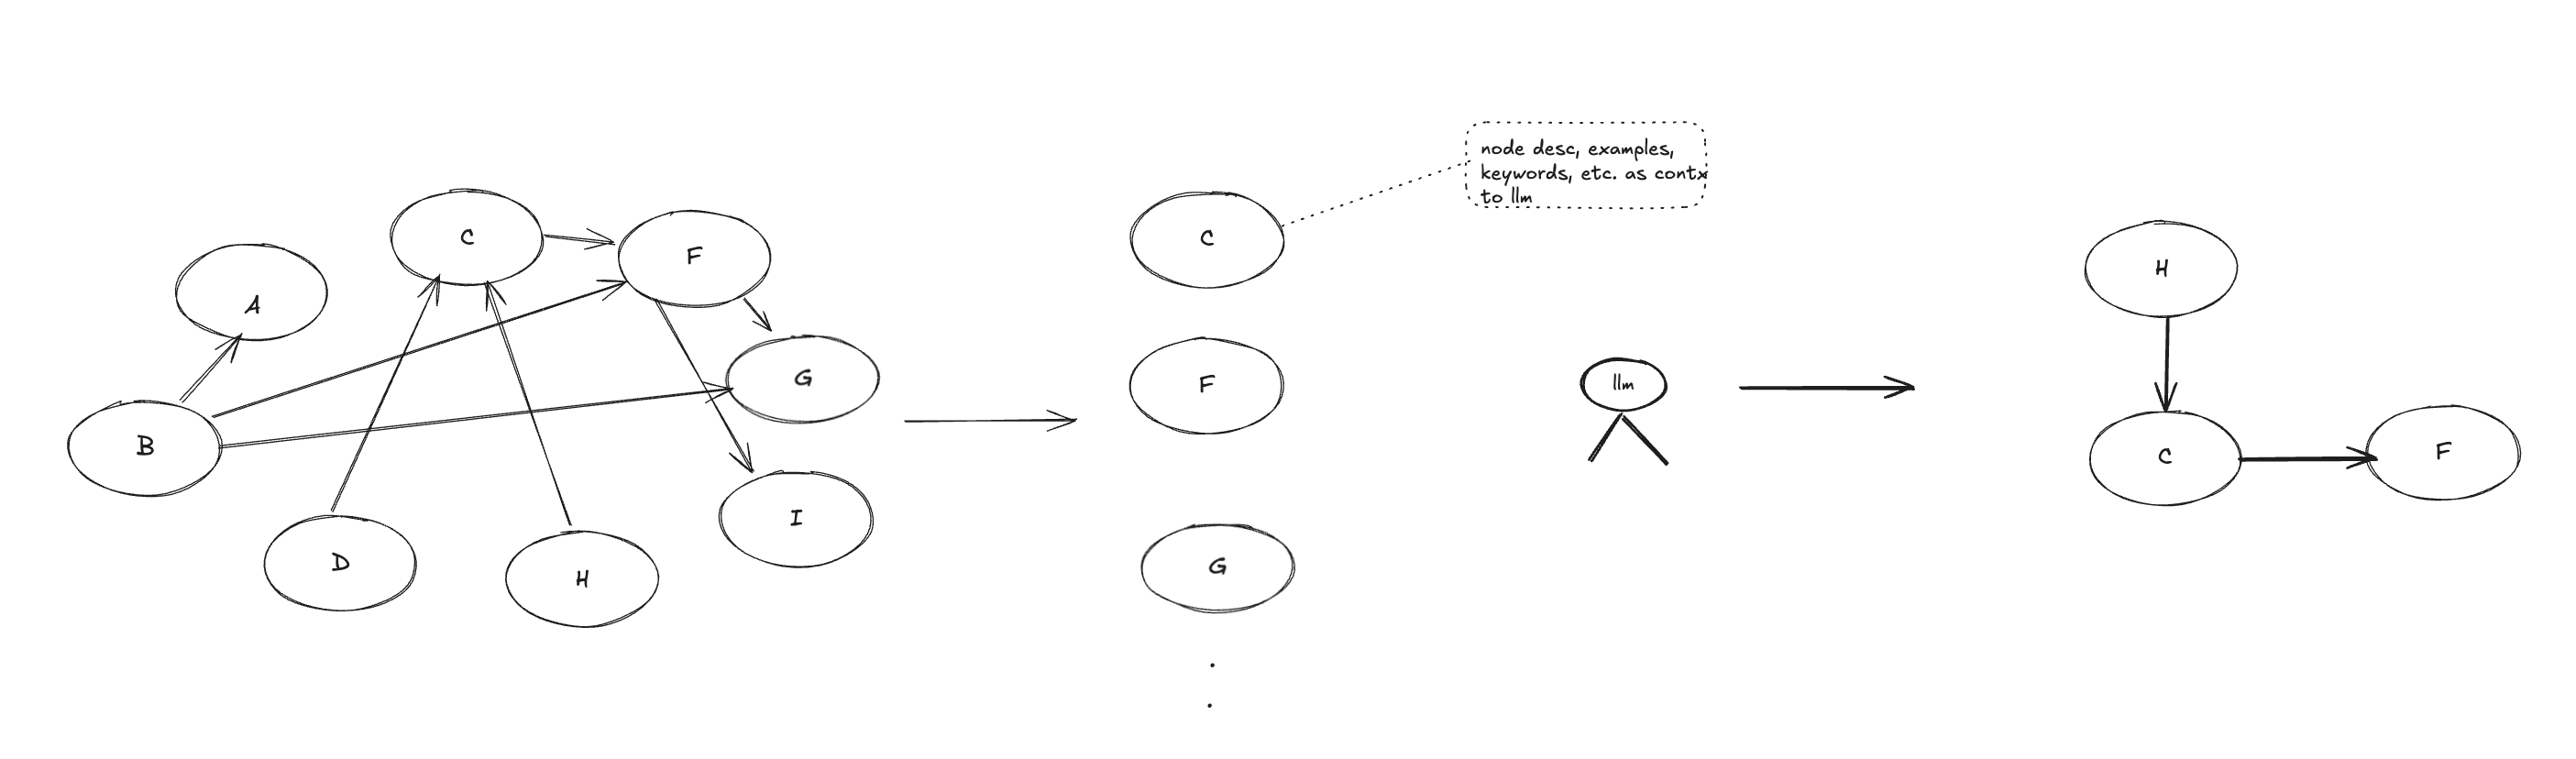 node desc, examples,
keywords, etc. as contx
to llm
C
F
A
G
B
I
D
H
C
F
G
llm
H
C
F